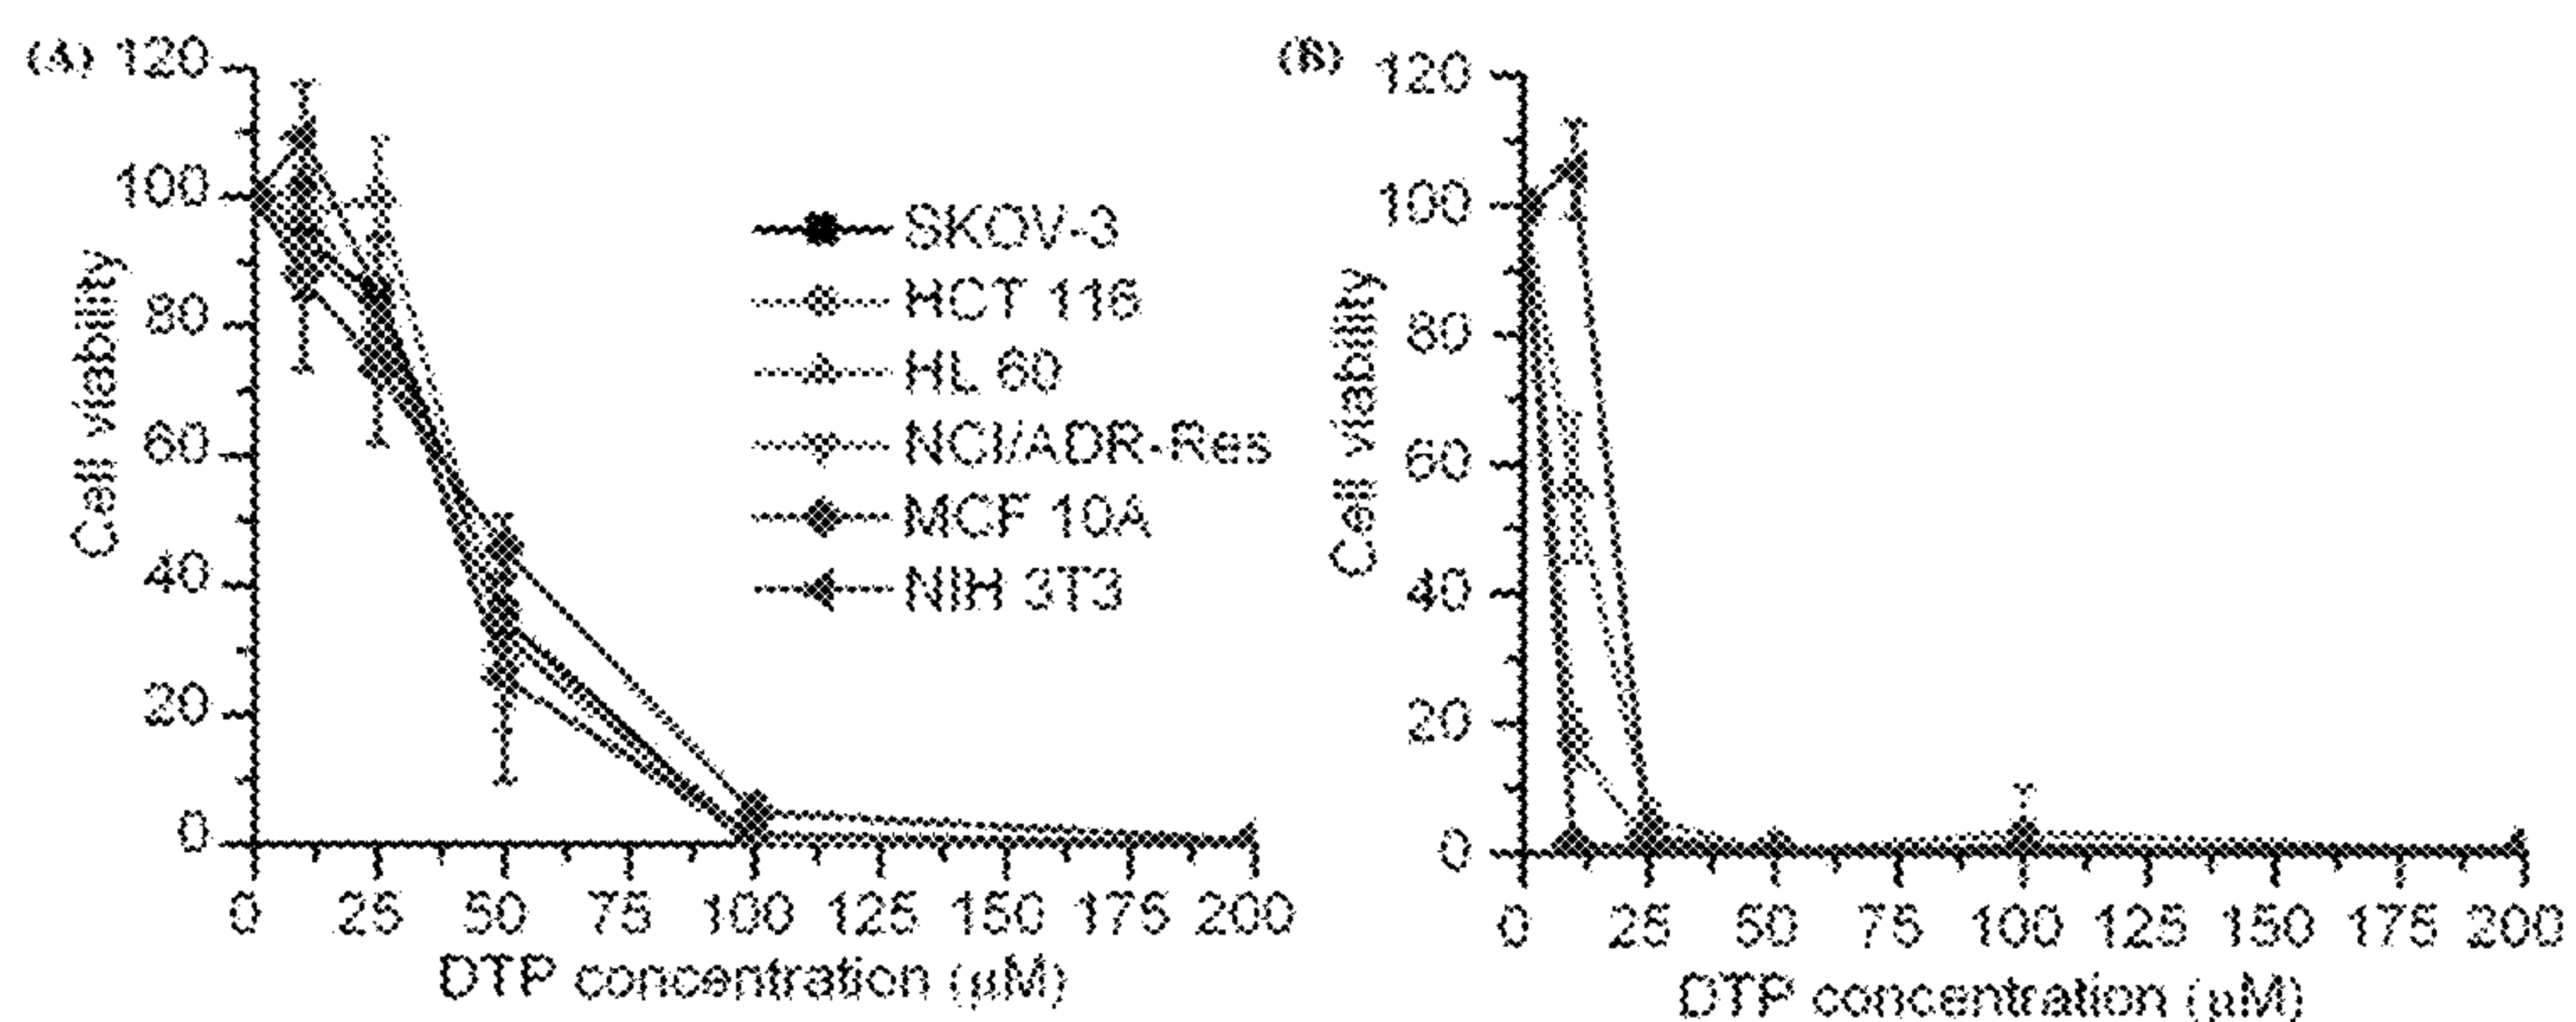 (A)
120
100
80
60
40
20
0
Cell viability
0 25 50 75 100 125 150 175 200
DTP concentration (µM)
SKOV-3
HCT 116
HL 60
NCI/ADR-Res
MCF 10A
NIH 3T3
(B)
120
100
80
60
40
20
0
Cell viability
0 25 50 75 100 125 150 175 200
DTP concentration (µM)